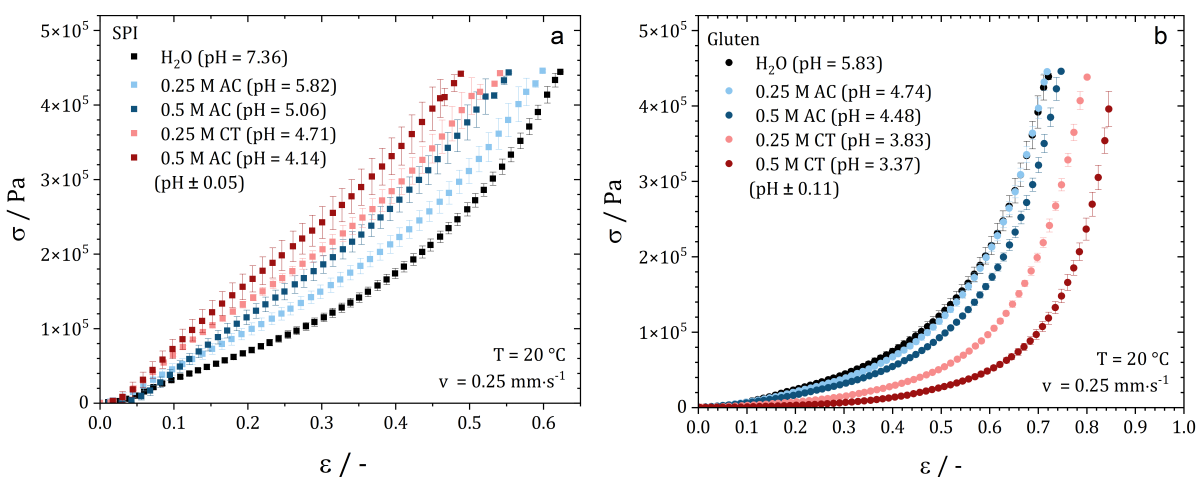 SPI
a
H₂O (pH = 7.36)
0.25 M AC (pH = 5.82)
0.5 M AC (pH = 5.06)
0.25 M CT (pH = 4.71)
0.5 M AC (pH = 4.14)
(pH ± 0.05)
5×10⁵
4×10⁵
3×10⁵
2×10⁵
1×10⁵
0
σ / Pa
T = 20 °C
v = 0.25 mm·s⁻¹
0.0 0.1 0.2 0.3 0.4 0.5 0.6
ε / -
Gluten
b
H₂O (pH = 5.83)
0.25 M AC (pH = 4.74)
0.5 M AC (pH = 4.48)
0.25 M CT (pH = 3.83)
0.5 M CT (pH = 3.37)
(pH ± 0.11)
5×10⁵
4×10⁵
3×10⁵
2×10⁵
1×10⁵
0
σ / Pa
T = 20 °C
v = 0.25 mm·s⁻¹
0.0 0.1 0.2 0.3 0.4 0.5 0.6 0.7 0.8 0.9 1.0
ε / -